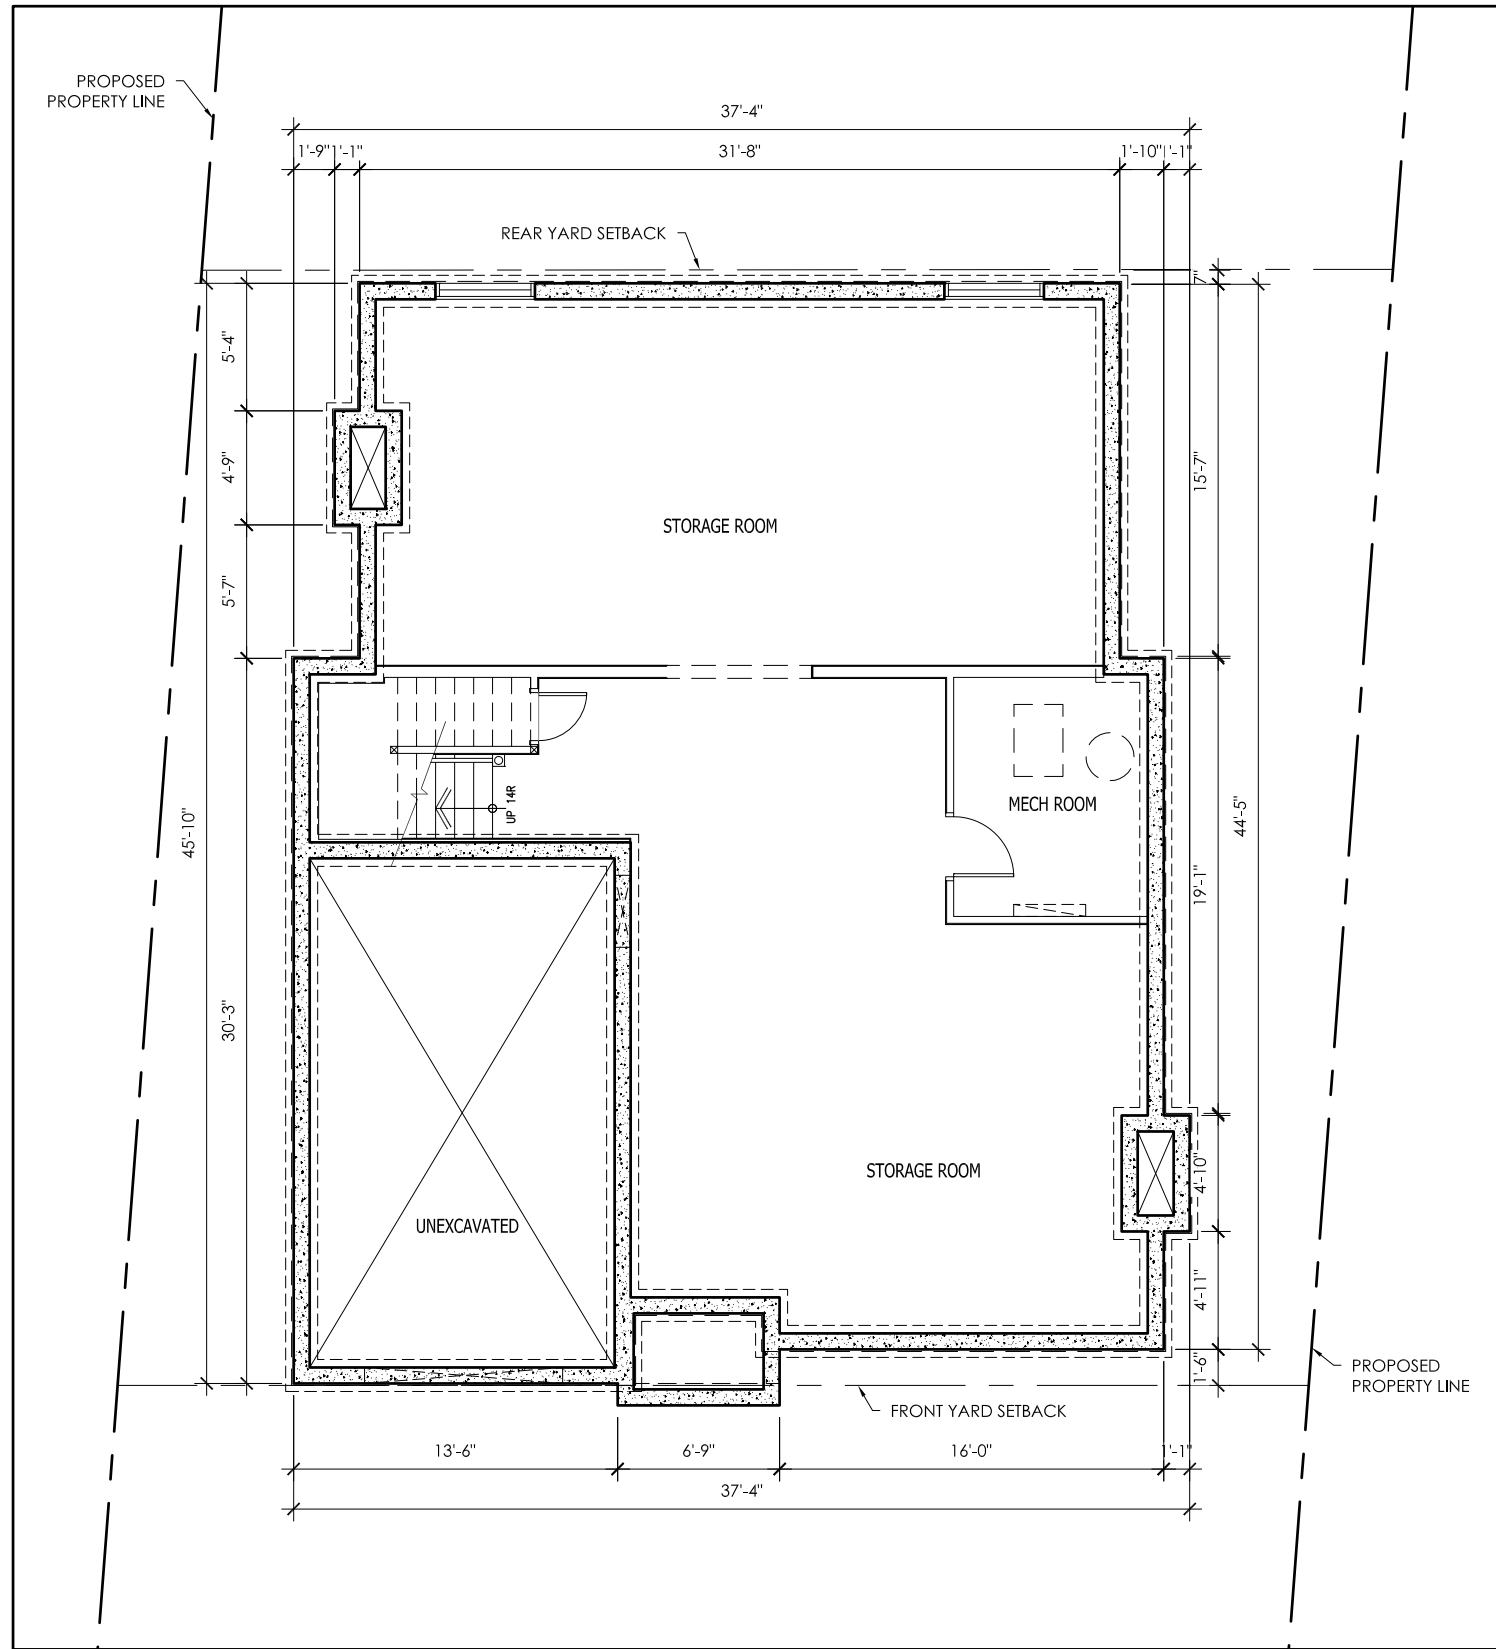 PROPOSED
PROPERTY LINE
37'-4"
1'-9"
1'-1"
31'-8"
1'-10"
1'-1"
REAR YARD SETBACK
7"
5'-4"
4'-9"
15'-7"
STORAGE ROOM
5'-7"
UP 14R
MECH ROOM
45'-10"
44'-5"
19'-1"
30'-3"
STORAGE ROOM
4'-10"
UNEXCAVATED
4'-11"
1'-6"
PROPOSED
PROPERTY LINE
FRONT YARD SETBACK
13'-6"
6'-9"
16'-0"
1'-1"
37'-4"